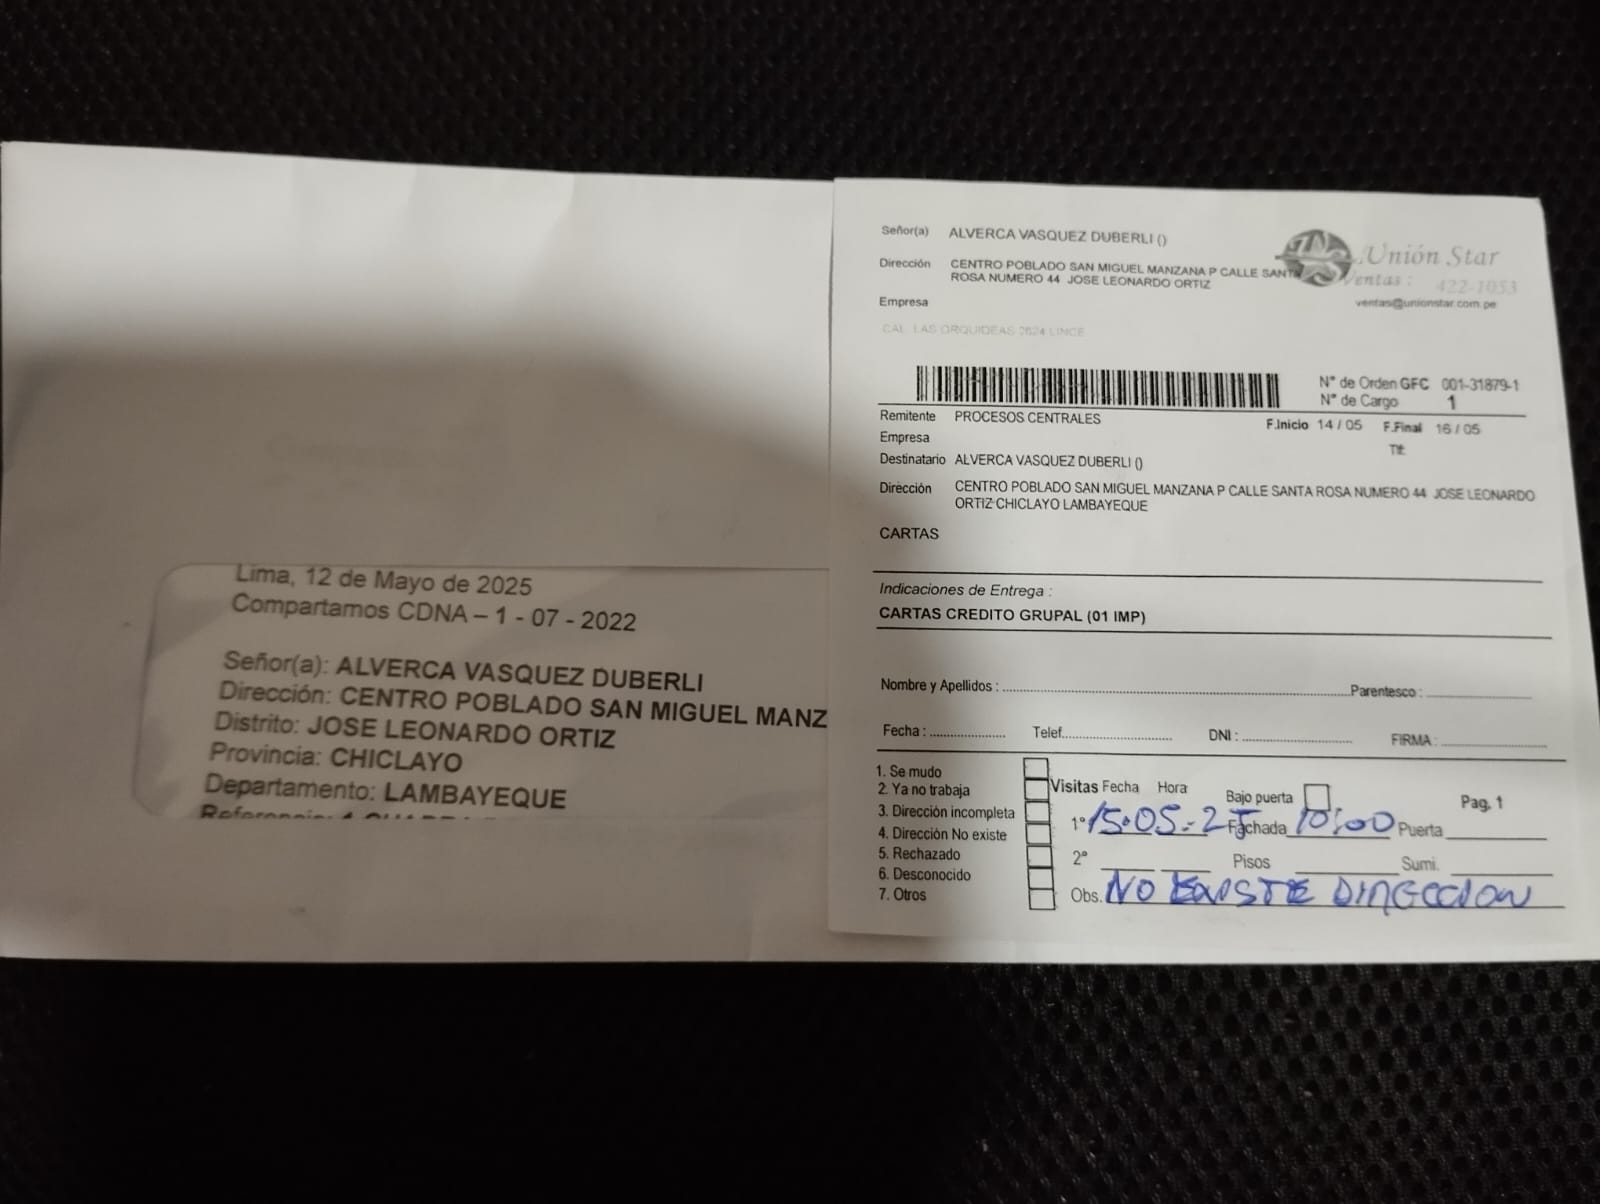 Lima, 12 de Mayo de 2025
Compartamos CDNA – 1 - 07 - 2022
Señor(a): ALVERCA VASQUEZ DUBERLI
Dirección: CENTRO POBLADO SAN MIGUEL MANZ
Distrito: JOSE LEONARDO ORTIZ
Provincia: CHICLAYO
Departamento: LAMBAYEQUE
Señor(a) ALVERCA VASQUEZ DUBERLI ()
Dirección CENTRO POBLADO SAN MIGUEL MANZANA P CALLE SANTA
ROSA NUMERO 44 JOSE LEONARDO ORTIZ
Unión Star
Ventas : 422-1053
ventas@unionstar.com.pe
Empresa
CAL. LAS ORQUIDEAS 2624 LINCE
N° de Orden GFC 001-31879-1
N° de Cargo 1
Remitente PROCESOS CENTRALES
F.Inicio 14 / 05 F.Final 16 / 05
Empresa
Tlf:
Destinatario ALVERCA VASQUEZ DUBERLI ()
Dirección CENTRO POBLADO SAN MIGUEL MANZANA P CALLE SANTA ROSA NUMERO 44 JOSE LEONARDO
ORTIZ CHICLAYO LAMBAYEQUE
CARTAS
Indicaciones de Entrega :
CARTAS CREDITO GRUPAL (01 IMP)
Nombre y Apellidos : Parentesco :
Fecha : Telef. DNI : FIRMA :
1. Se mudo
2. Ya no trabaja
3. Dirección incompleta
4. Dirección No existe
5. Rechazado
6. Desconocido
7. Otros
Visitas Fecha Hora Bajo puerta Pag. 1
1° 15.05.-25 Fachada 10:00 Puerta
2° Pisos Sumi.
Obs. NO EXISTE DIRECCION